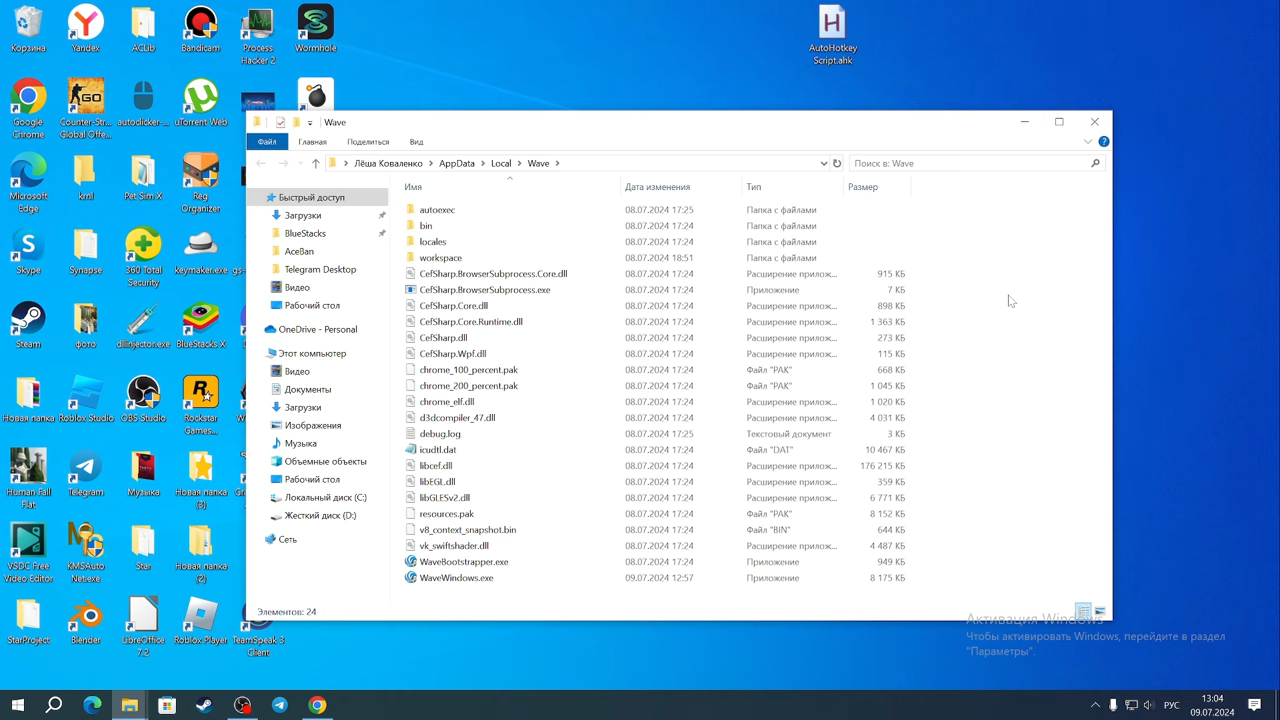 Корзина
Yandex
ACLib
Bandicam
Process
Hacker 2
Wormhole
AutoHotkey
Script.ahk
Google
Chrome
Counter-Str...
Global Offe...
autoclicker-...
uTorrent Web
Microsoft
Edge
kml
Pet Sim X
Reg
Organizer
Skype
Synapse
360 Total
Security
keymaker.exe
Steam
фото
dllinjector.exe
BlueStacks X
Новая папка
Roblox Studio
OBS Studio
Rockstar
Games...
Human Fall
Flat
Telegram
Музыка
Новая папка
(3)
VSDC Free
Video Editor
KMSAuto
Net.exe
Star
Новая папка
(2)
StarProject
Blender
LibreOffice
7.2
Roblox Player
TeamSpeak 3
Client
Wave
Файл
Главная
Поделиться
Вид
Лёша Коваленко
AppData
Local
Wave
Поиск в: Wave
Быстрый доступ
Загрузки
BlueStacks
AceBan
Telegram Desktop
Видео
Рабочий стол
OneDrive - Personal
Этот компьютер
Видео
Документы
Загрузки
Изображения
Музыка
Объемные объекты
Рабочий стол
Локальный диск (C:)
Жесткий диск (D:)
Сеть
Имя Дата изменения Тип Размер
autoexec 08.07.2024 17:25 Папка с файлами
bin 08.07.2024 17:24 Папка с файлами
locales 08.07.2024 17:24 Папка с файлами
workspace 08.07.2024 18:51 Папка с файлами
CefSharp.BrowserSubprocess.Core.dll 08.07.2024 17:24 Расширение прилож... 915 КБ
CefSharp.BrowserSubprocess.exe 08.07.2024 17:24 Приложение 7 КБ
CefSharp.Core.dll 08.07.2024 17:24 Расширение прилож... 898 КБ
CefSharp.Core.Runtime.dll 08.07.2024 17:24 Расширение прилож... 1 363 КБ
CefSharp.dll 08.07.2024 17:24 Расширение прилож... 273 КБ
CefSharp.Wpf.dll 08.07.2024 17:24 Расширение прилож... 115 КБ
chrome_100_percent.pak 08.07.2024 17:24 Файл "PAK" 668 КБ
chrome_200_percent.pak 08.07.2024 17:24 Файл "PAK" 1 045 КБ
chrome_elf.dll 08.07.2024 17:24 Расширение прилож... 1 020 КБ
d3dcompiler_47.dll 08.07.2024 17:24 Расширение прилож... 4 031 КБ
debug.log 08.07.2024 17:25 Текстовый документ 3 КБ
icudtl.dat 08.07.2024 17:24 Файл "DAT" 10 467 КБ
libcef.dll 08.07.2024 17:24 Расширение прилож... 176 215 КБ
libEGL.dll 08.07.2024 17:24 Расширение прилож... 359 КБ
libGLESv2.dll 08.07.2024 17:24 Расширение прилож... 6 771 КБ
resources.pak 08.07.2024 17:24 Файл "PAK" 8 152 КБ
v8_context_snapshot.bin 08.07.2024 17:24 Файл "BIN" 644 КБ
vk_swiftshader.dll 08.07.2024 17:24 Расширение прилож... 4 487 КБ
WaveBootstrapper.exe 08.07.2024 17:24 Приложение 949 КБ
WaveWindows.exe 09.07.2024 12:57 Приложение 8 175 КБ
Элементов: 24
Активация Windows
Чтобы активировать Windows, перейдите в раздел
"Параметры".
РУС
13:04
09.07.2024